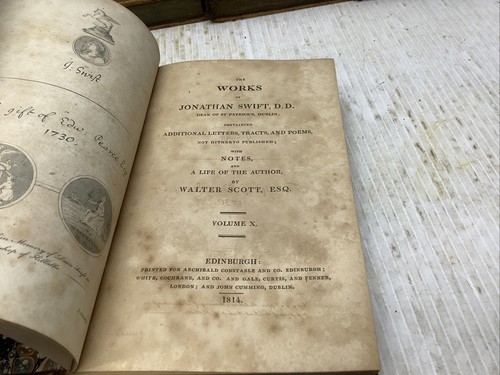 J. Swift
gift of Edw. Pearce Esq
1730.
THE
WORKS
OF
JONATHAN SWIFT, D.D.
DEAN OF ST PATRICK'S, DUBLIN;
CONTAINING
ADDITIONAL LETTERS, TRACTS, AND POEMS,
NOT HITHERTO PUBLISHED;
WITH
NOTES,
AND
A LIFE OF THE AUTHOR,
BY
WALTER SCOTT, ESQ.
VOLUME X.
EDINBURGH:
PRINTED FOR ARCHIBALD CONSTABLE AND CO. EDINBURGH;
WHITE, COCHRANE, AND CO. AND GALE, CURTIS, AND FENNER,
LONDON; AND JOHN CUMMING, DUBLIN.
1814.